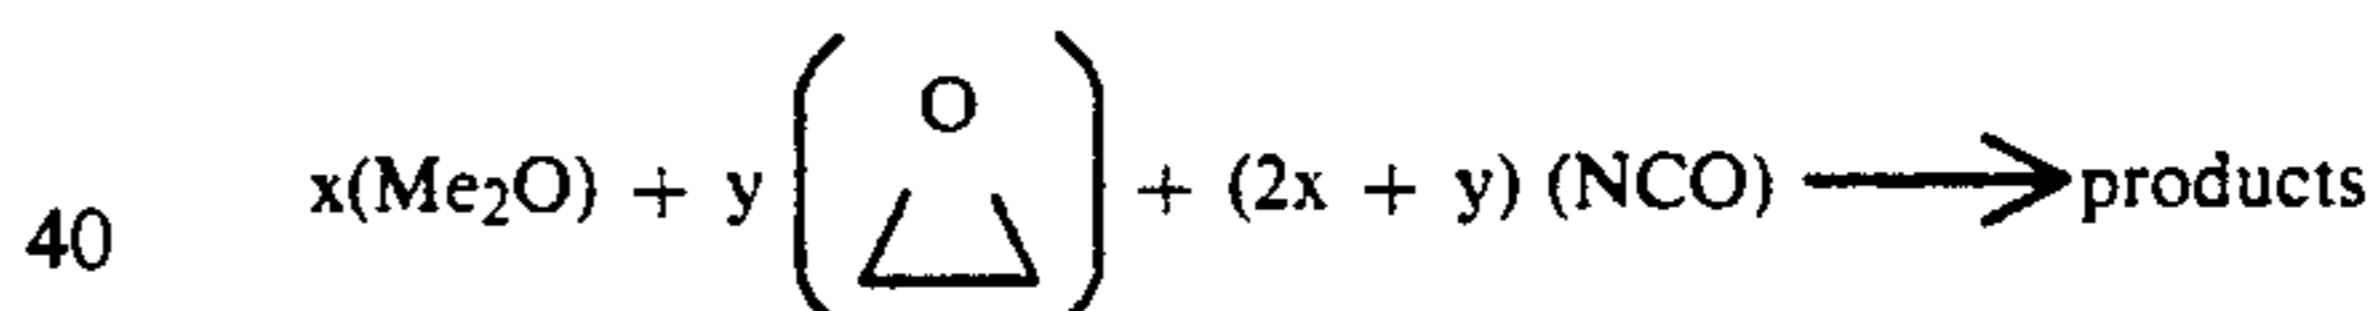 O
x(Me₂O) + y ( ) + (2x + y) (NCO) ⟶ products
40